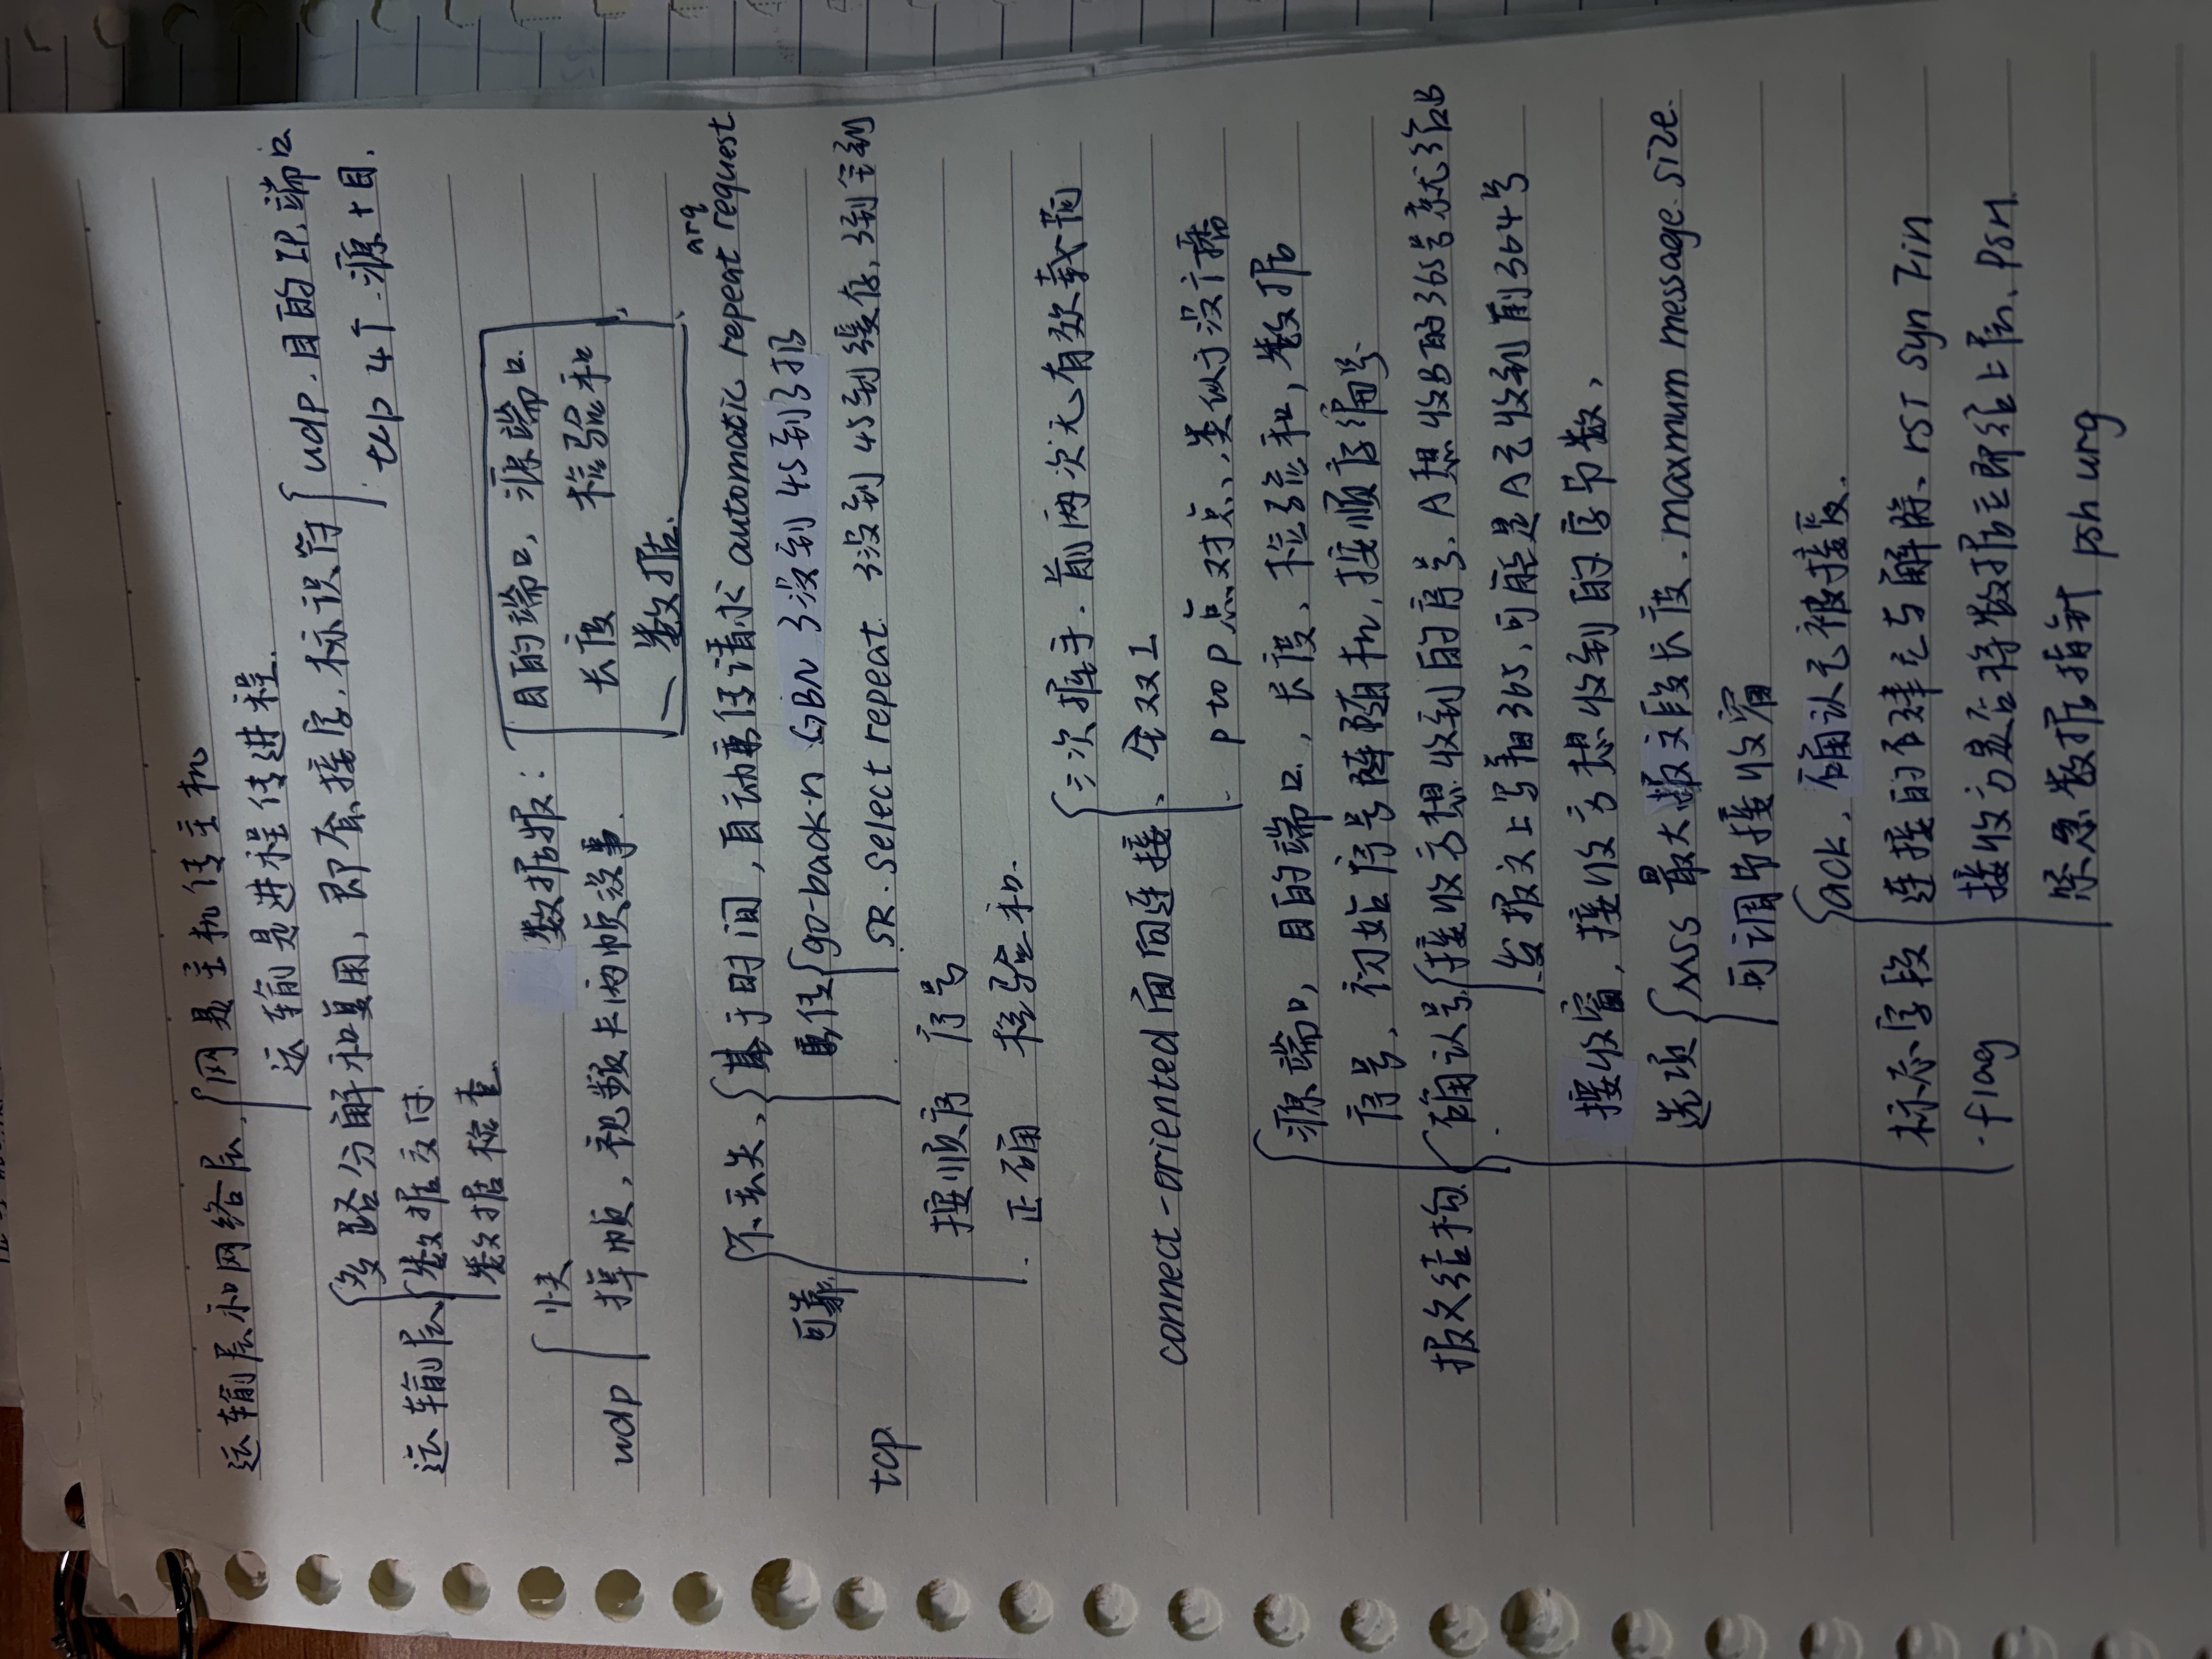 运输层和网络层、网是主机传主机
运输是进程传进程.
多路分解和复用, 即套接字. 标识符 udp. 目的IP. 端口
tcp 4个. 源+目.
运输层 数据交付.
数据检查.
快 数据报: 目的端口, 源端口.
udp 掉帧, 视频卡两帧没事. 长度 检验和
数据.
arq
不丢失、基于时间, 自动重传请求 automatic repeat request
可靠. 重传 go-back-n GBN 3没到 45到了扔
tcp. SR. select repeat. 3没到 45到缓存, 3到全到
按顺序 序号
正确 检验和.
三次握手. 前两次无有效载荷
connect-oriented 面向连接、全双工
p to p 点对点、类似于没广播
源端口, 目的端口, 长度、检验和, 数据
序号、初始序号随机, 按顺序编号
报文结构 确认号 接收方想收到的序号. A想收B的365号就给B
发报文上写365, 可能是A已收到前364号
接收窗, 接收方想收到的字节数,
选项 MSS 最大报文段长度. maxmum message size.
可调节接收窗
ack, 确认已被接受.
标志字段 连接的建立与解除、rST Syn Fin
flag 接收方是否将数据立即给上层、PSH.
紧急数据指针 psh urg